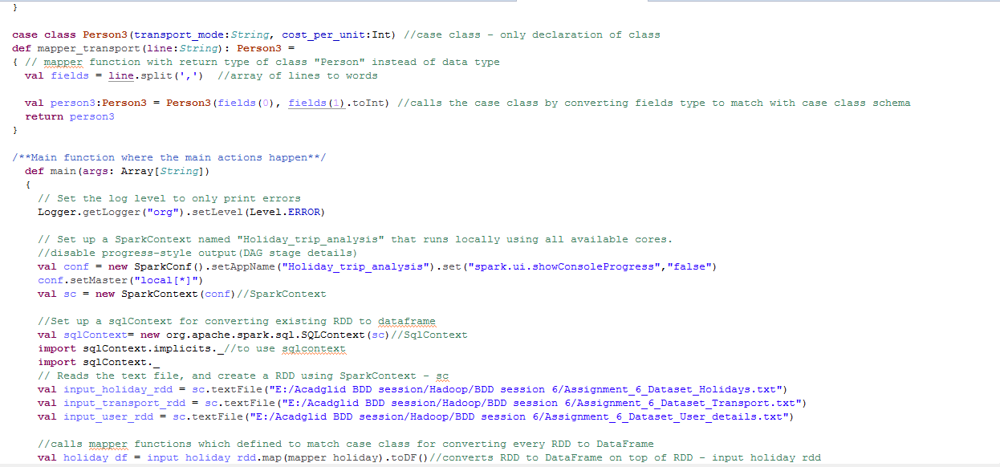 }
case class Person3(transport_mode:String, cost_per_unit:Int) //case class - only declaration of class
def mapper_transport(line:String): Person3 =
{ // mapper function with return type of class "Person" instead of data type
val fields = line.split(',')  //array of lines to words
val person3:Person3 = Person3(fields(0), fields(1).toInt) //calls the case class by converting fields type to match with case class schema
return person3
}
/**Main function where the main actions happen**/
def main(args: Array[String])
{
// Set the log level to only print errors
Logger.getLogger("org").setLevel(Level.ERROR)
// Set up a SparkContext named "Holiday_trip_analysis" that runs locally using all available cores.
//disable progress-style output(DAG stage details)
val conf = new SparkConf().setAppName("Holiday_trip_analysis").set("spark.ui.showConsoleProgress","false")
conf.setMaster("local[*]")
val sc = new SparkContext(conf)//SparkContext
//Set up a sqlContext for converting existing RDD to dataframe
val sqlContext= new org.apache.spark.sql.SQLContext(sc)//SqlContext
import sqlContext.implicits._//to use sqlcontext
import sqlContext._
// Reads the text file, and create a RDD using SparkContext - sc
val input_holiday_rdd = sc.textFile("E:/Acadglid BDD session/Hadoop/BDD session 6/Assignment_6_Dataset_Holidays.txt")
val input_transport_rdd = sc.textFile("E:/Acadglid BDD session/Hadoop/BDD session 6/Assignment_6_Dataset_Transport.txt")
val input_user_rdd = sc.textFile("E:/Acadglid BDD session/Hadoop/BDD session 6/Assignment_6_Dataset_User_details.txt")
//calls mapper functions which defined to match case class for converting every RDD to DataFrame
val holiday_df = input_holiday_rdd.map(mapper_holiday).toDF()//converts RDD to DataFrame on top of RDD - input_holiday_rdd